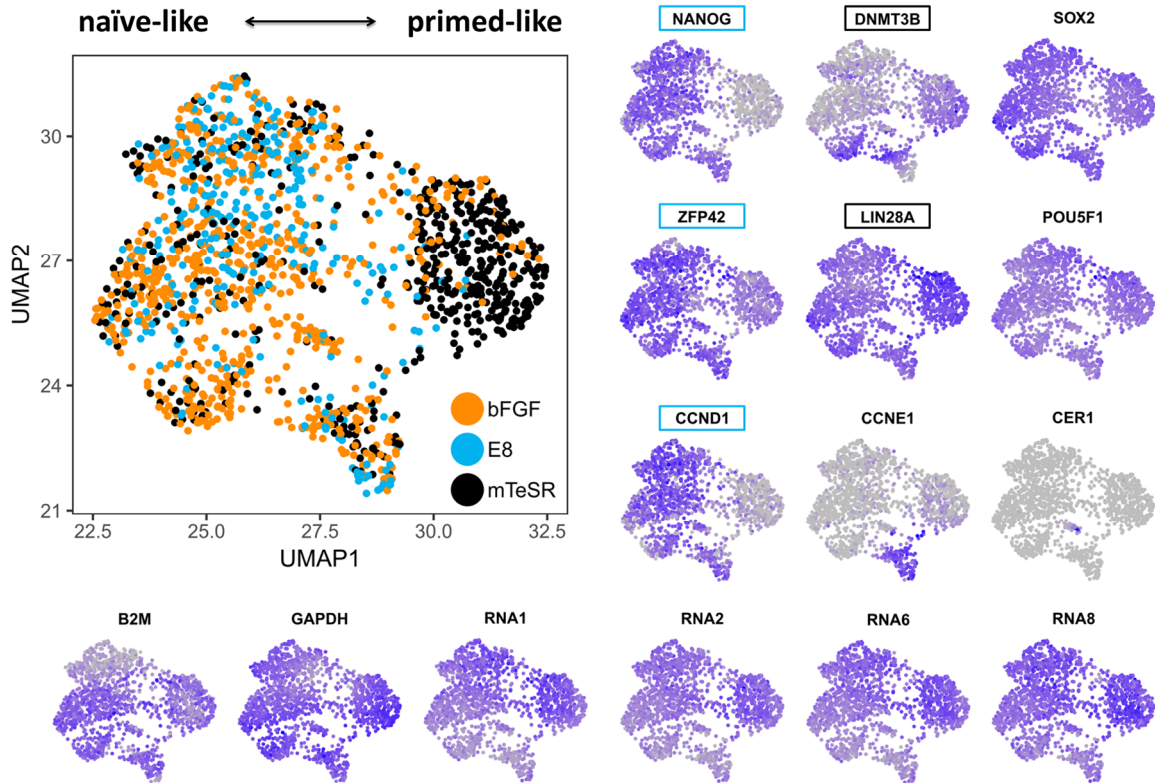 naïve-like primed-like
30
27
24
21
UMAP2
22.5 25.0 27.5 30.0 32.5
UMAP1
bFGF
E8
mTeSR
NANOG DNMT3B SOX2
ZFP42 LIN28A POU5F1
CCND1 CCNE1 CER1
B2M GAPDH RNA1 RNA2 RNA6 RNA8